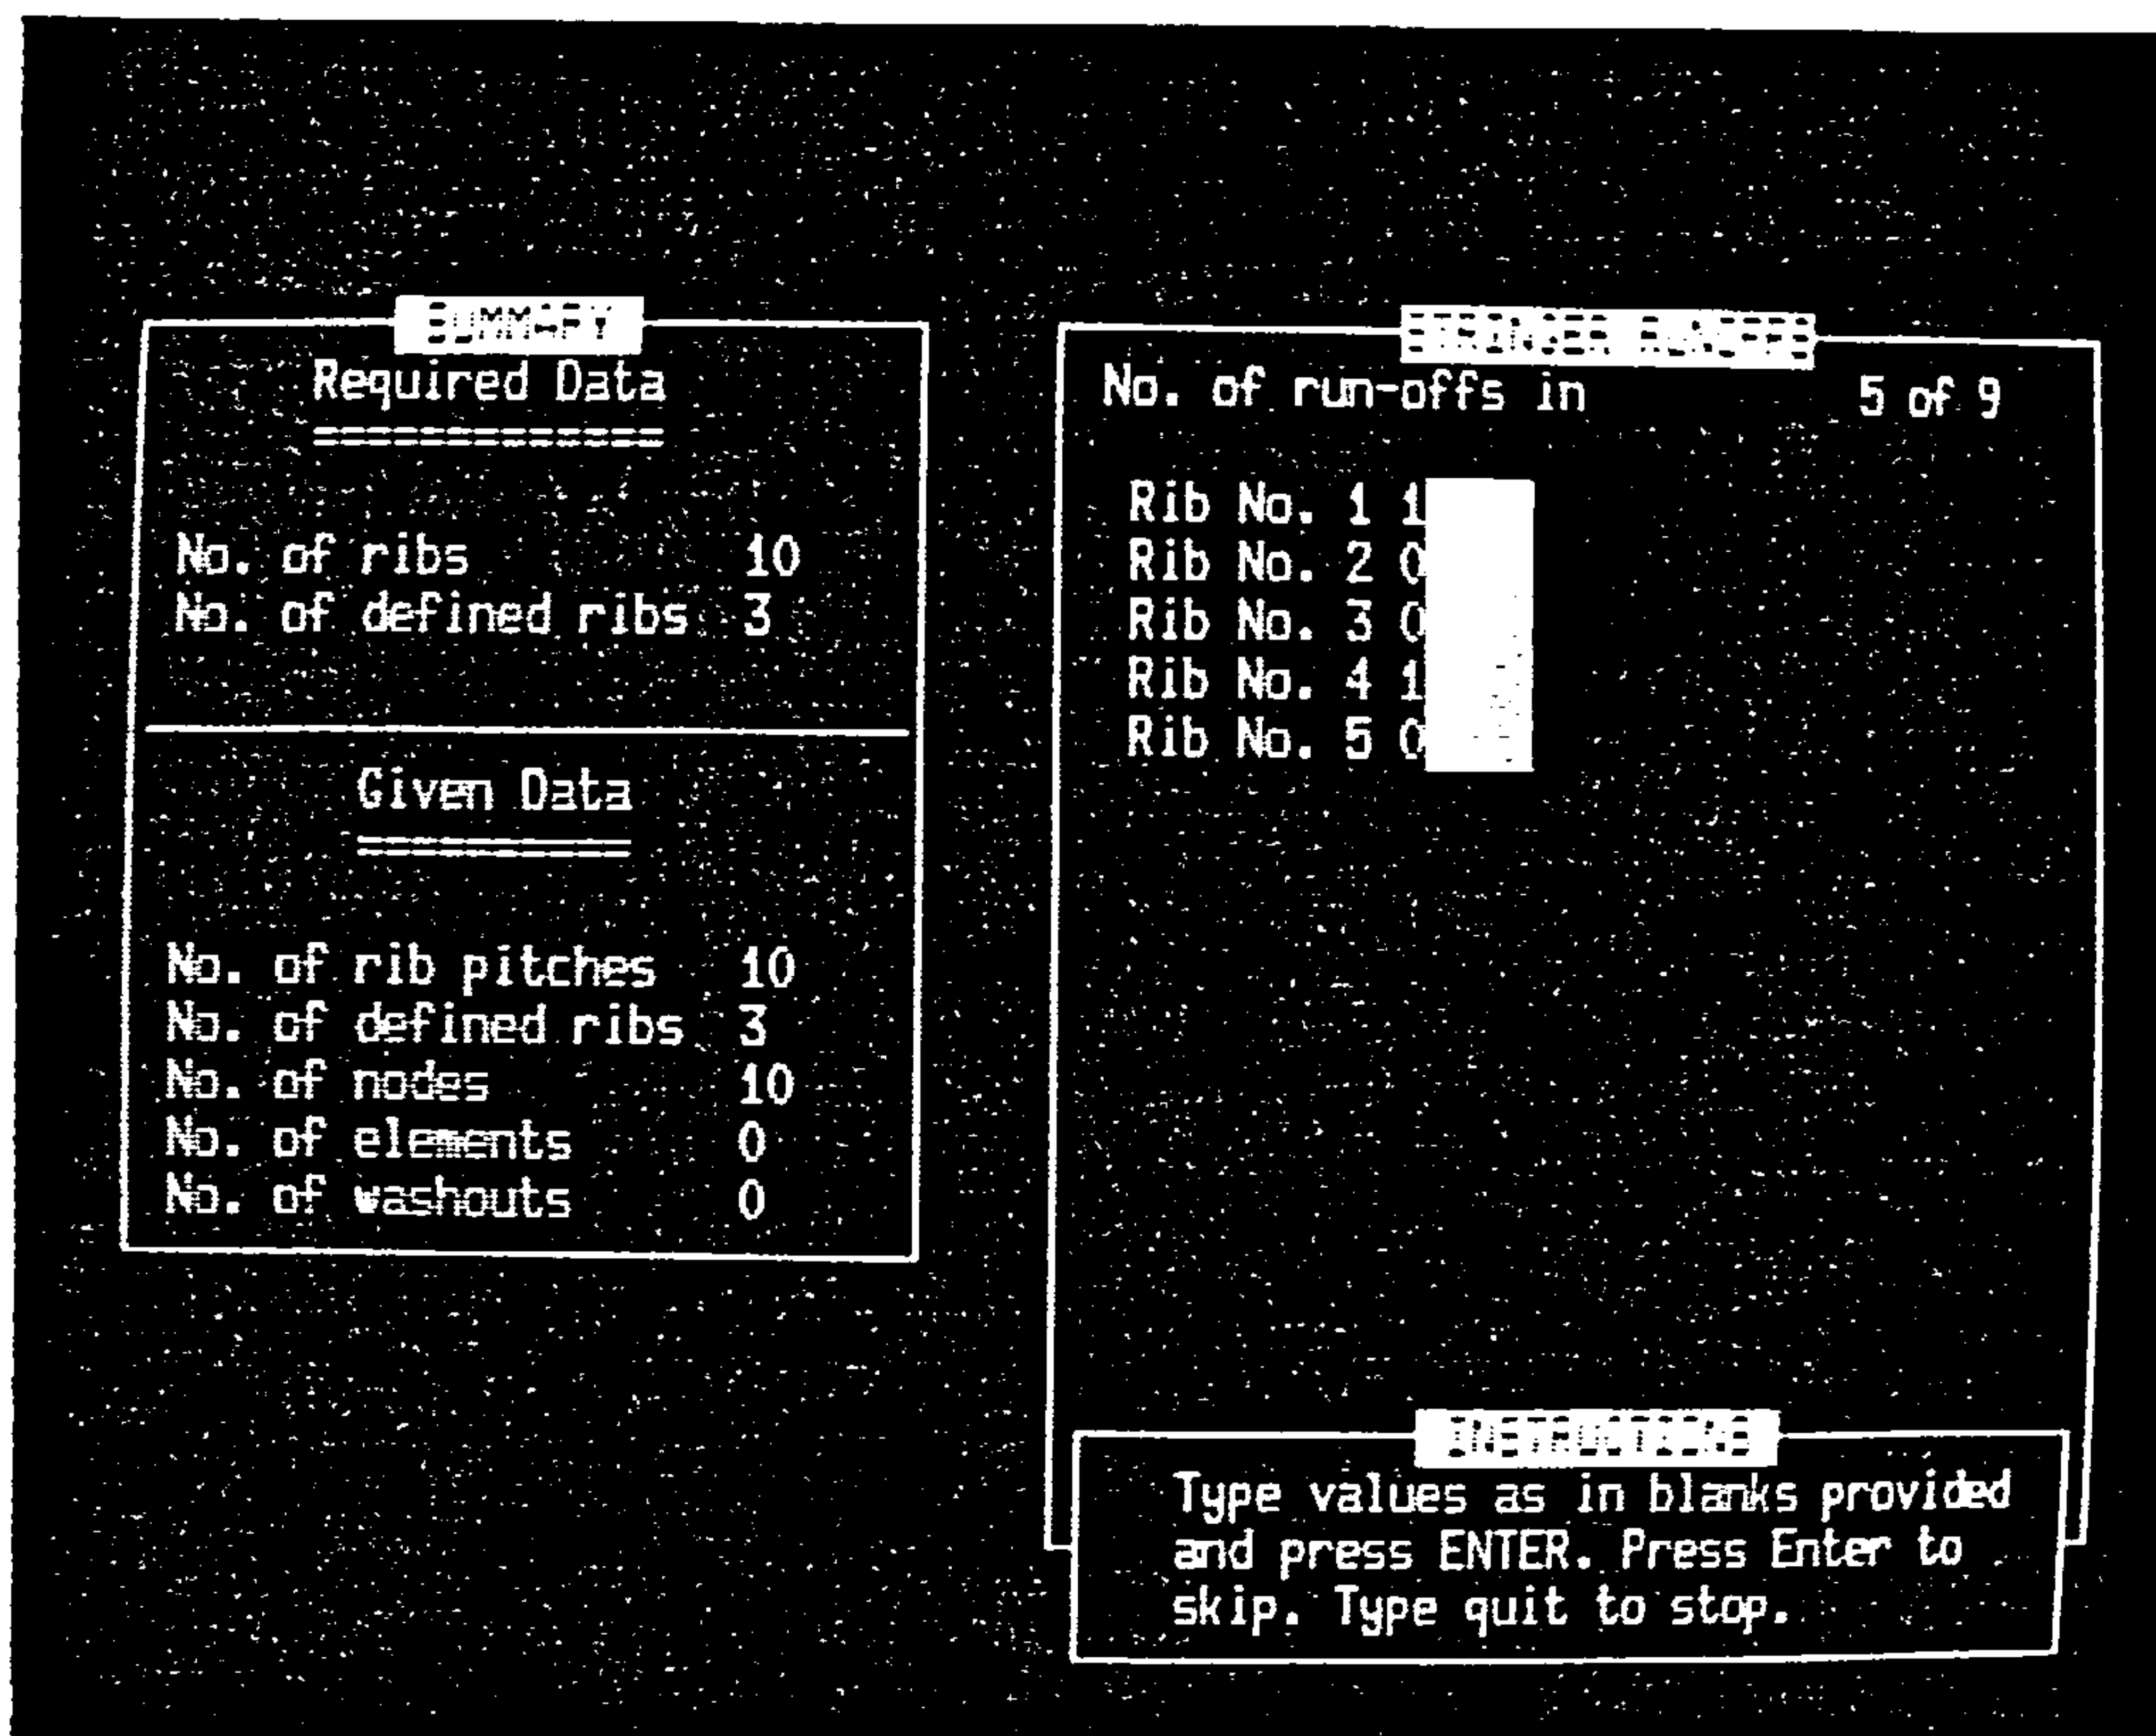 SUMMARY
Required Data
No. of ribs 10
No. of defined ribs 3
Given Data
No. of rib pitches 10
No. of defined ribs 3
No. of nodes 10
No. of elements 0
No. of washouts 0
STRINGER RUNOFFS
No. of run-offs in 5 of 9
Rib No. 1 1
Rib No. 2 0
Rib No. 3 0
Rib No. 4 1
Rib No. 5 0
INSTRUCTIONS
Type values as in blanks provided
and press ENTER. Press Enter to
skip. Type quit to stop.